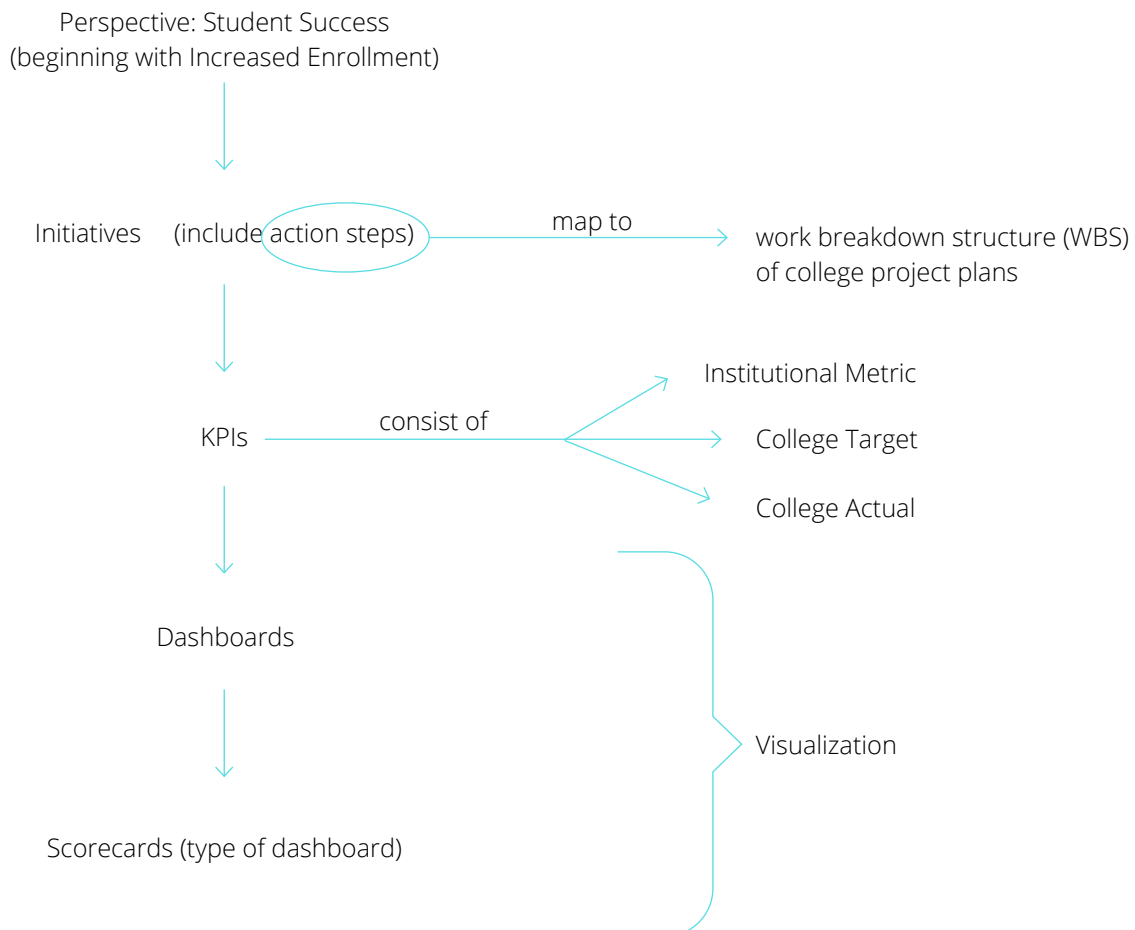 Perspective: Student Success
(beginning with Increased Enrollment)
Initiatives (include action steps)
map to
work breakdown structure (WBS)
of college project plans
KPIs
consist of
Institutional Metric
College Target
College Actual
Dashboards
Visualization
Scorecards (type of dashboard)